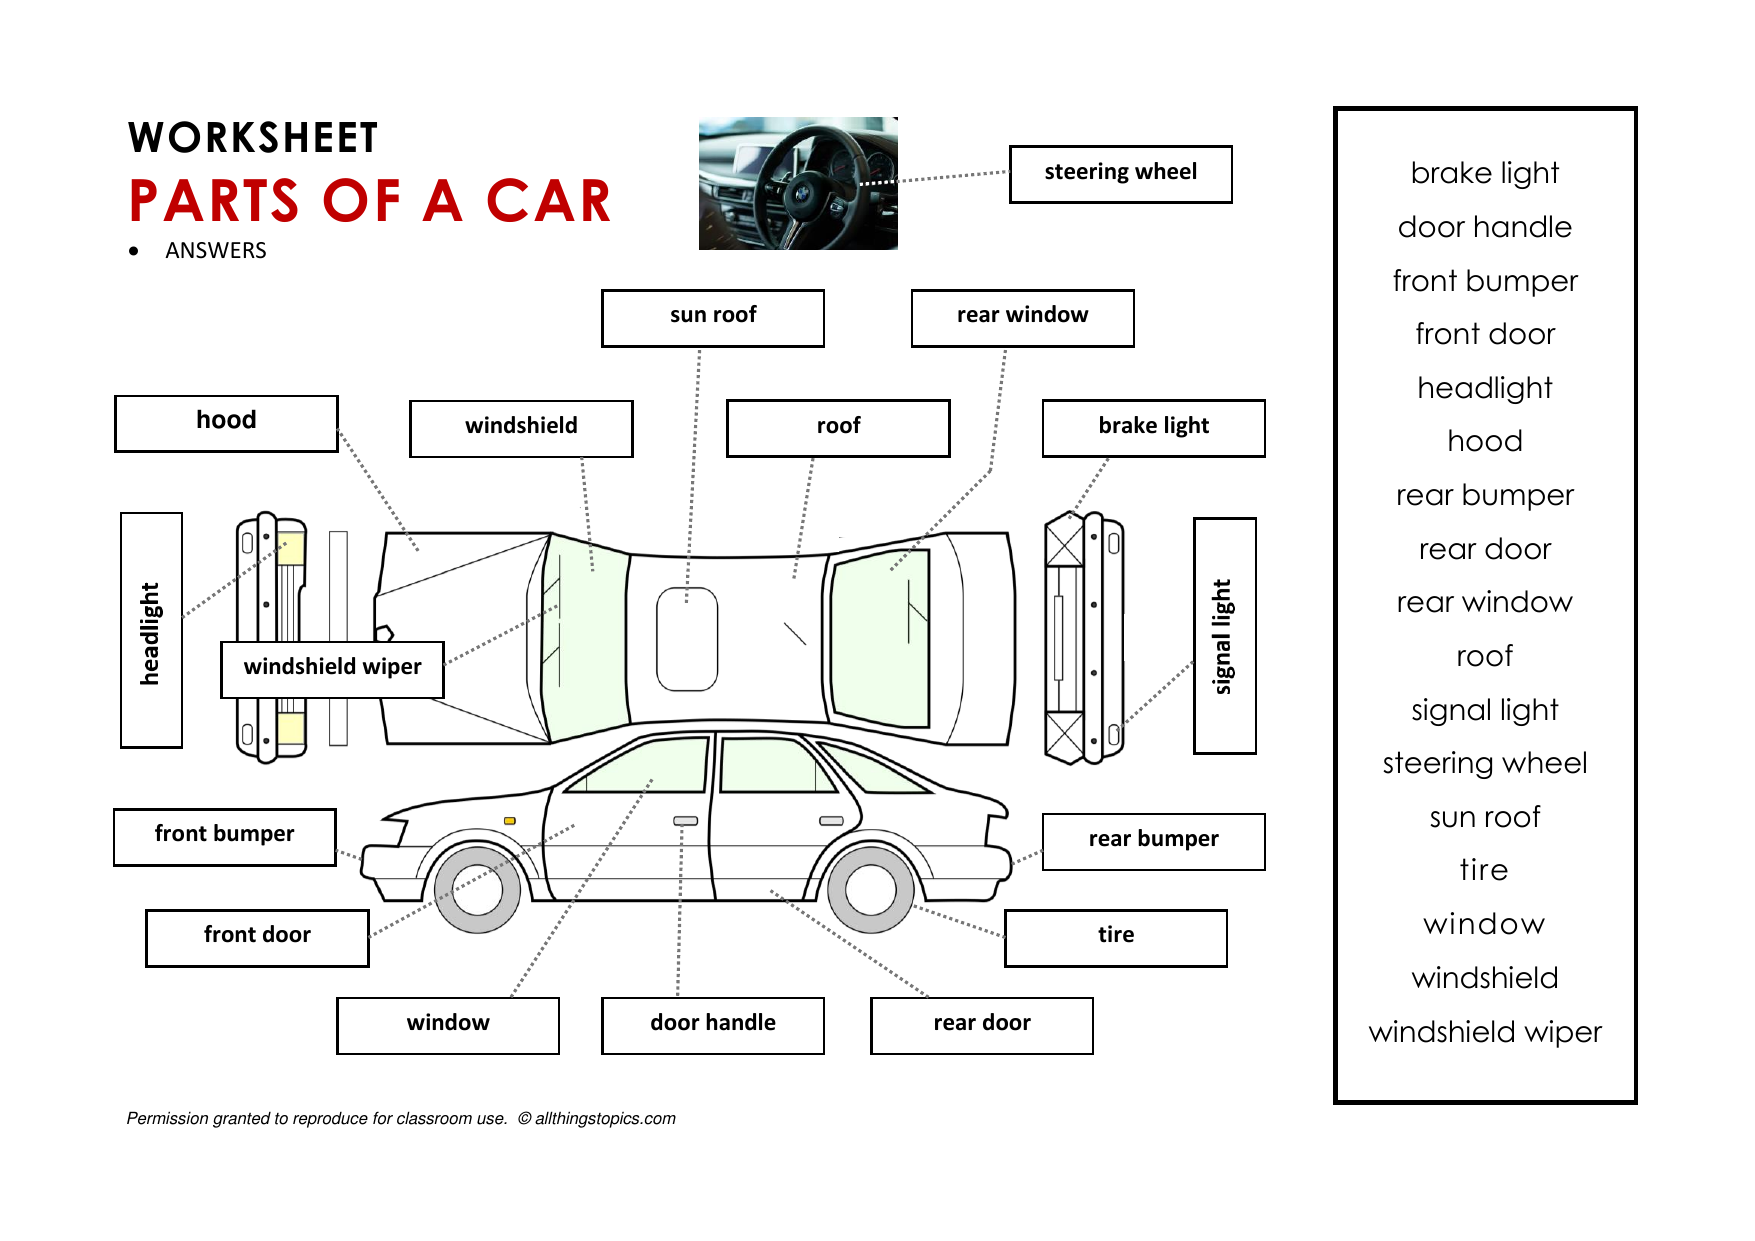 WORKSHEET
PARTS OF A CAR
• ANSWERS
steering wheel
sun roof
rear window
hood
windshield
roof
brake light
headlight
windshield wiper
signal light
front bumper
rear bumper
front door
tire
window
door handle
rear door
brake light
door handle
front bumper
front door
headlight
hood
rear bumper
rear door
rear window
roof
signal light
steering wheel
sun roof
tire
window
windshield
windshield wiper
Permission granted to reproduce for classroom use. © allthingstopics.com